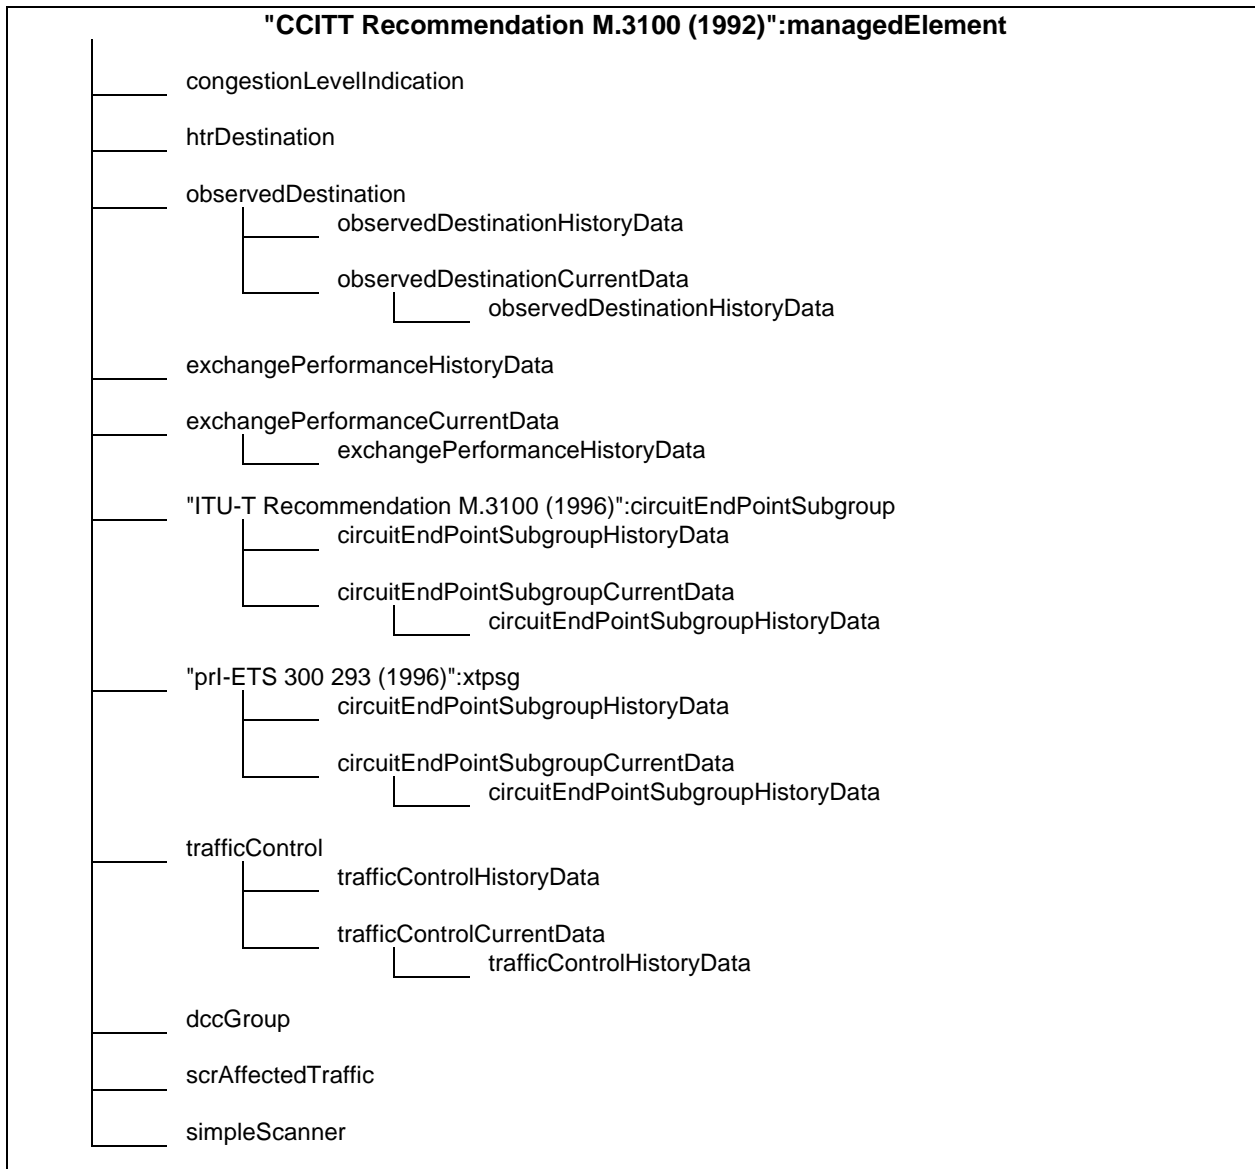 "CCITT Recommendation M.3100 (1992)":managedElement
congestionLevelIndication
htrDestination
observedDestination
observedDestinationHistoryData
observedDestinationCurrentData
observedDestinationHistoryData
exchangePerformanceHistoryData
exchangePerformanceCurrentData
exchangePerformanceHistoryData
"ITU-T Recommendation M.3100 (1996)":circuitEndPointSubgroup
circuitEndPointSubgroupHistoryData
circuitEndPointSubgroupCurrentData
circuitEndPointSubgroupHistoryData
"prI-ETS 300 293 (1996)":xtpsg
circuitEndPointSubgroupHistoryData
circuitEndPointSubgroupCurrentData
circuitEndPointSubgroupHistoryData
trafficControl
trafficControlHistoryData
trafficControlCurrentData
trafficControlHistoryData
dccGroup
scrAffectedTraffic
simpleScanner